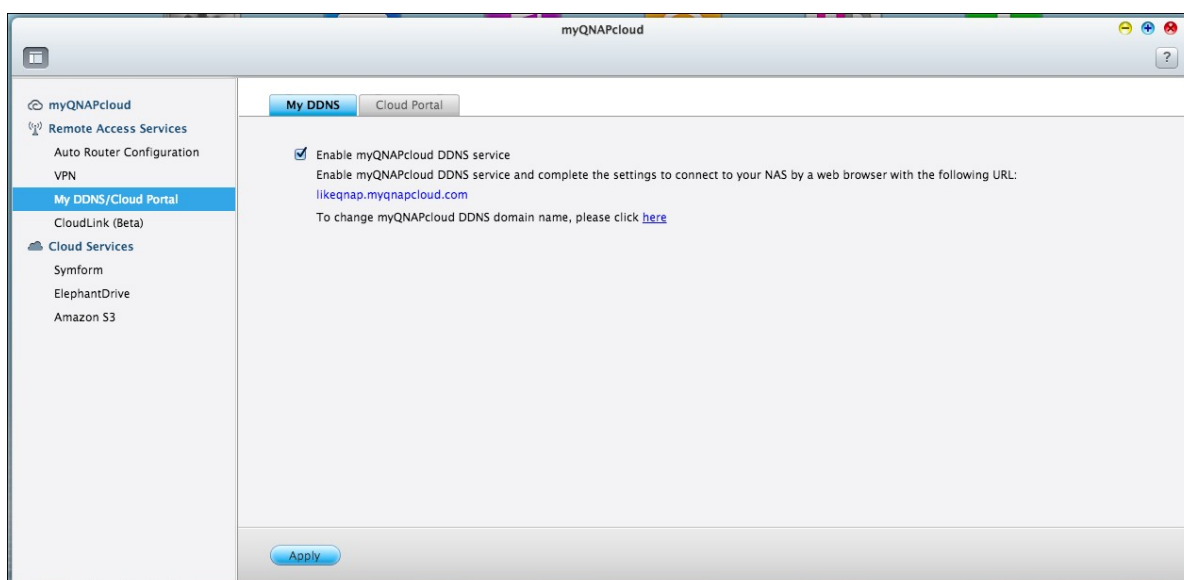 myQNAPcloud
?
myQNAPcloud
Remote Access Services
Auto Router Configuration
VPN
My DDNS/Cloud Portal
CloudLink (Beta)
Cloud Services
Symform
ElephantDrive
Amazon S3
My DDNS Cloud Portal
Enable myQNAPcloud DDNS service
Enable myQNAPcloud DDNS service and complete the settings to connect to your NAS by a web browser with the following URL:
likeqnap.myqnapcloud.com
To change myQNAPcloud DDNS domain name, please click here
Apply